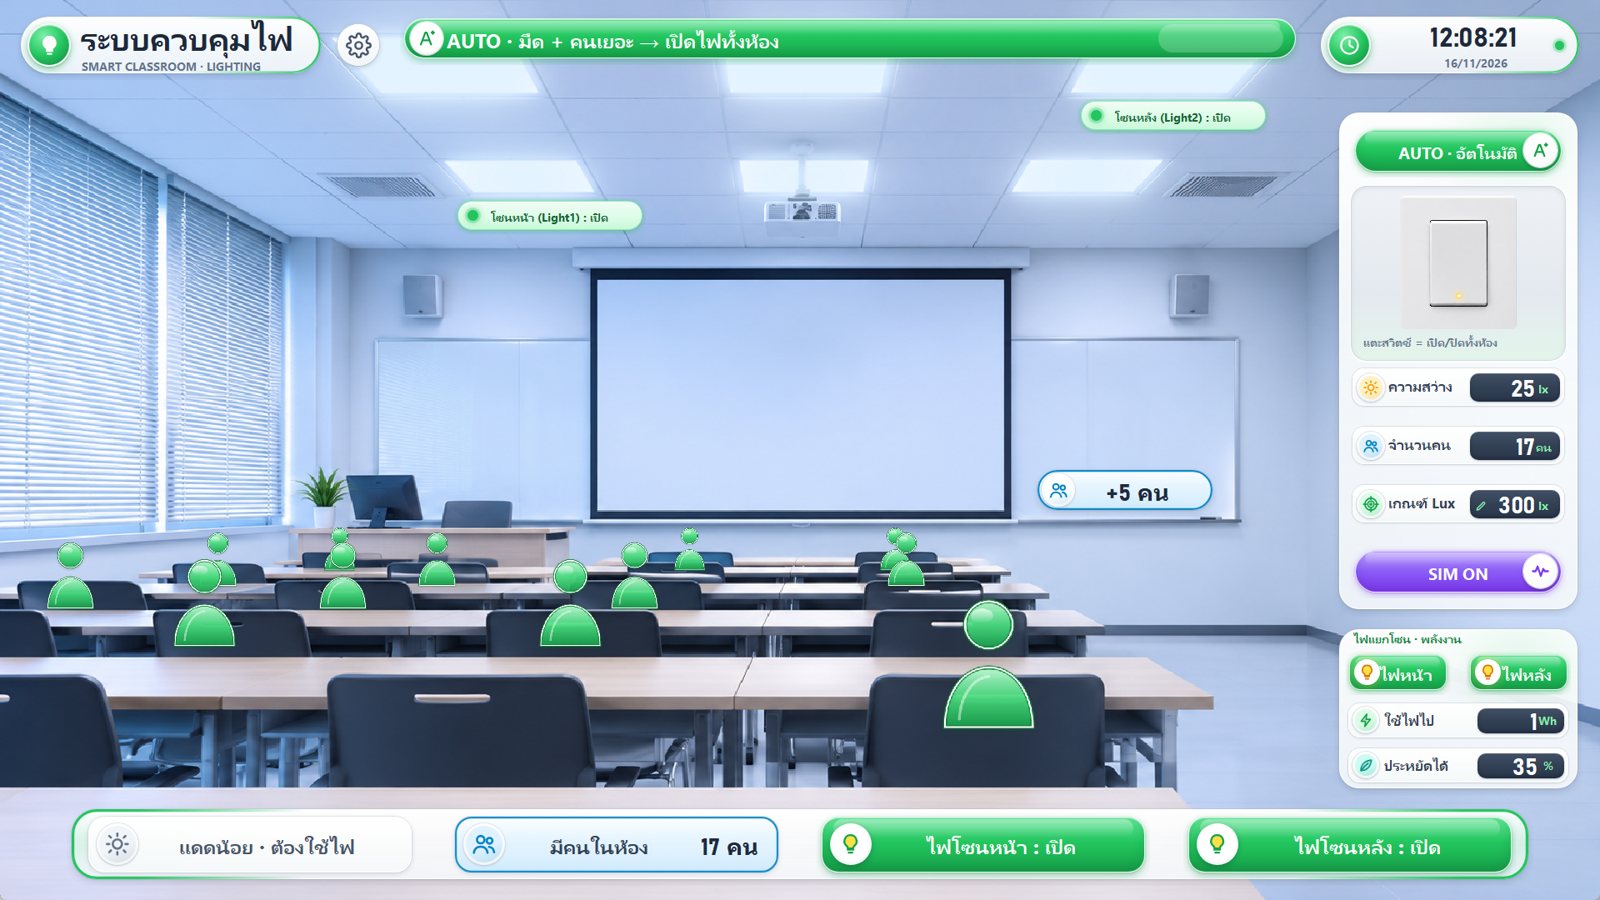 ระบบควบคุมไฟ
SMART CLASSROOM · LIGHTING
AUTO · มืด + คนเยอะ → เปิดไฟทั้งห้อง
12:08:21
16/11/2026
โซนหลัง (Light2) : เปิด
โซนหน้า (Light1) : เปิด
AUTO · อัตโนมัติ
แตะสวิตช์ = เปิด/ปิดทั้งห้อง
ความสว่าง 25 lx
จำนวนคน 17 คน
เกณฑ์ Lux 300 lx
+5 คน
SIM ON
ไฟแยกโซน · พลังงาน
ไฟหน้า ไฟหลัง
ใช้ไฟไป 1 Wh
ประหยัดได้ 35 %
แดดน้อย · ต้องใช้ไฟ
มีคนในห้อง 17 คน
ไฟโซนหน้า : เปิด
ไฟโซนหลัง : เปิด